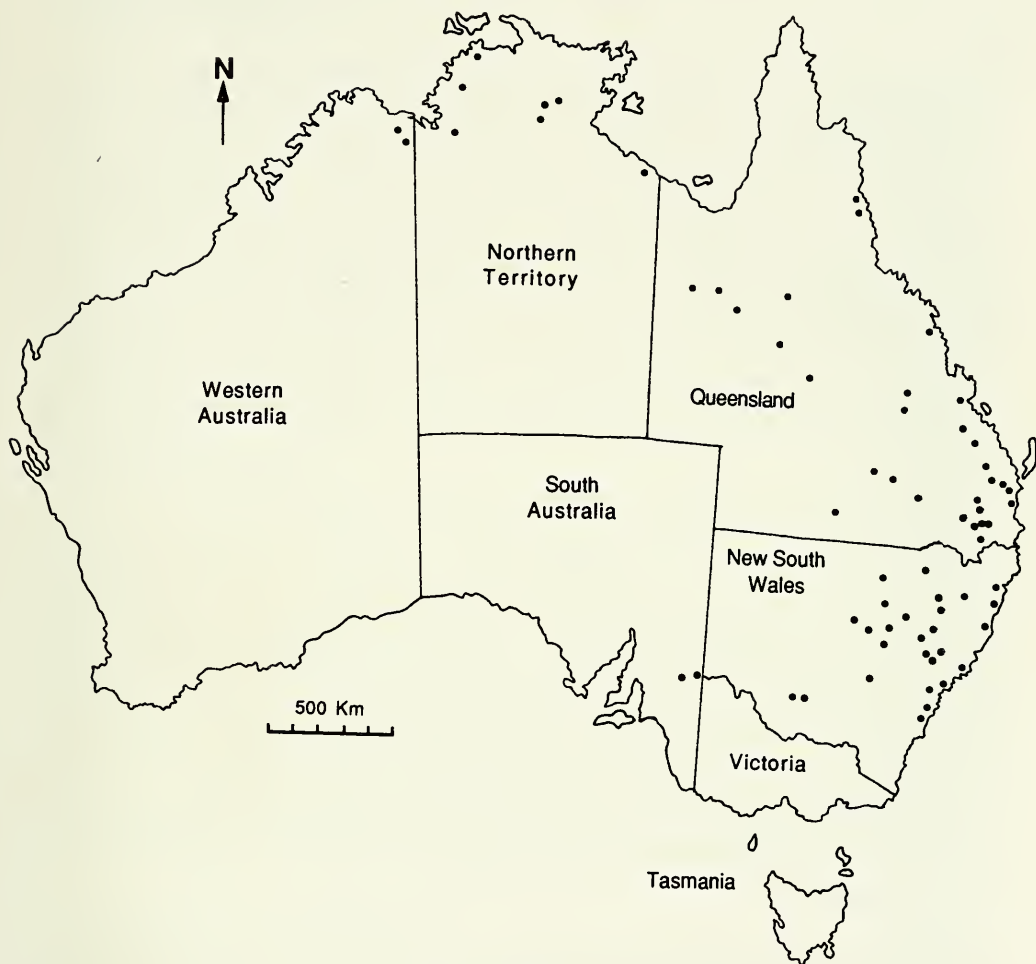 N
Northern
Territory
Western
Australia
Queensland
South
Australia
New South
Wales
500 Km
Victoria
Tasmania